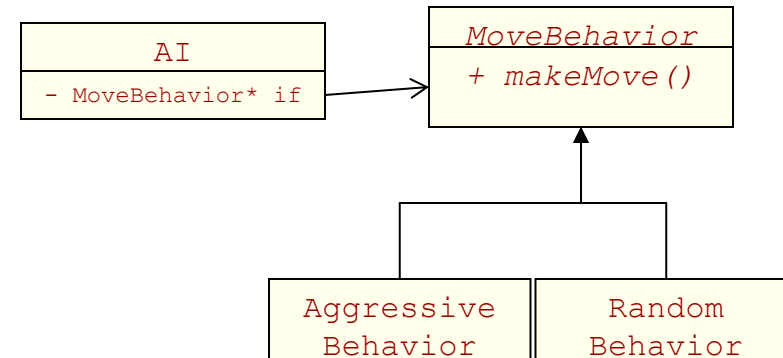 AI
- MoveBehavior* if
MoveBehavior
+ makeMove()
Aggressive
Behavior
Random
Behavior